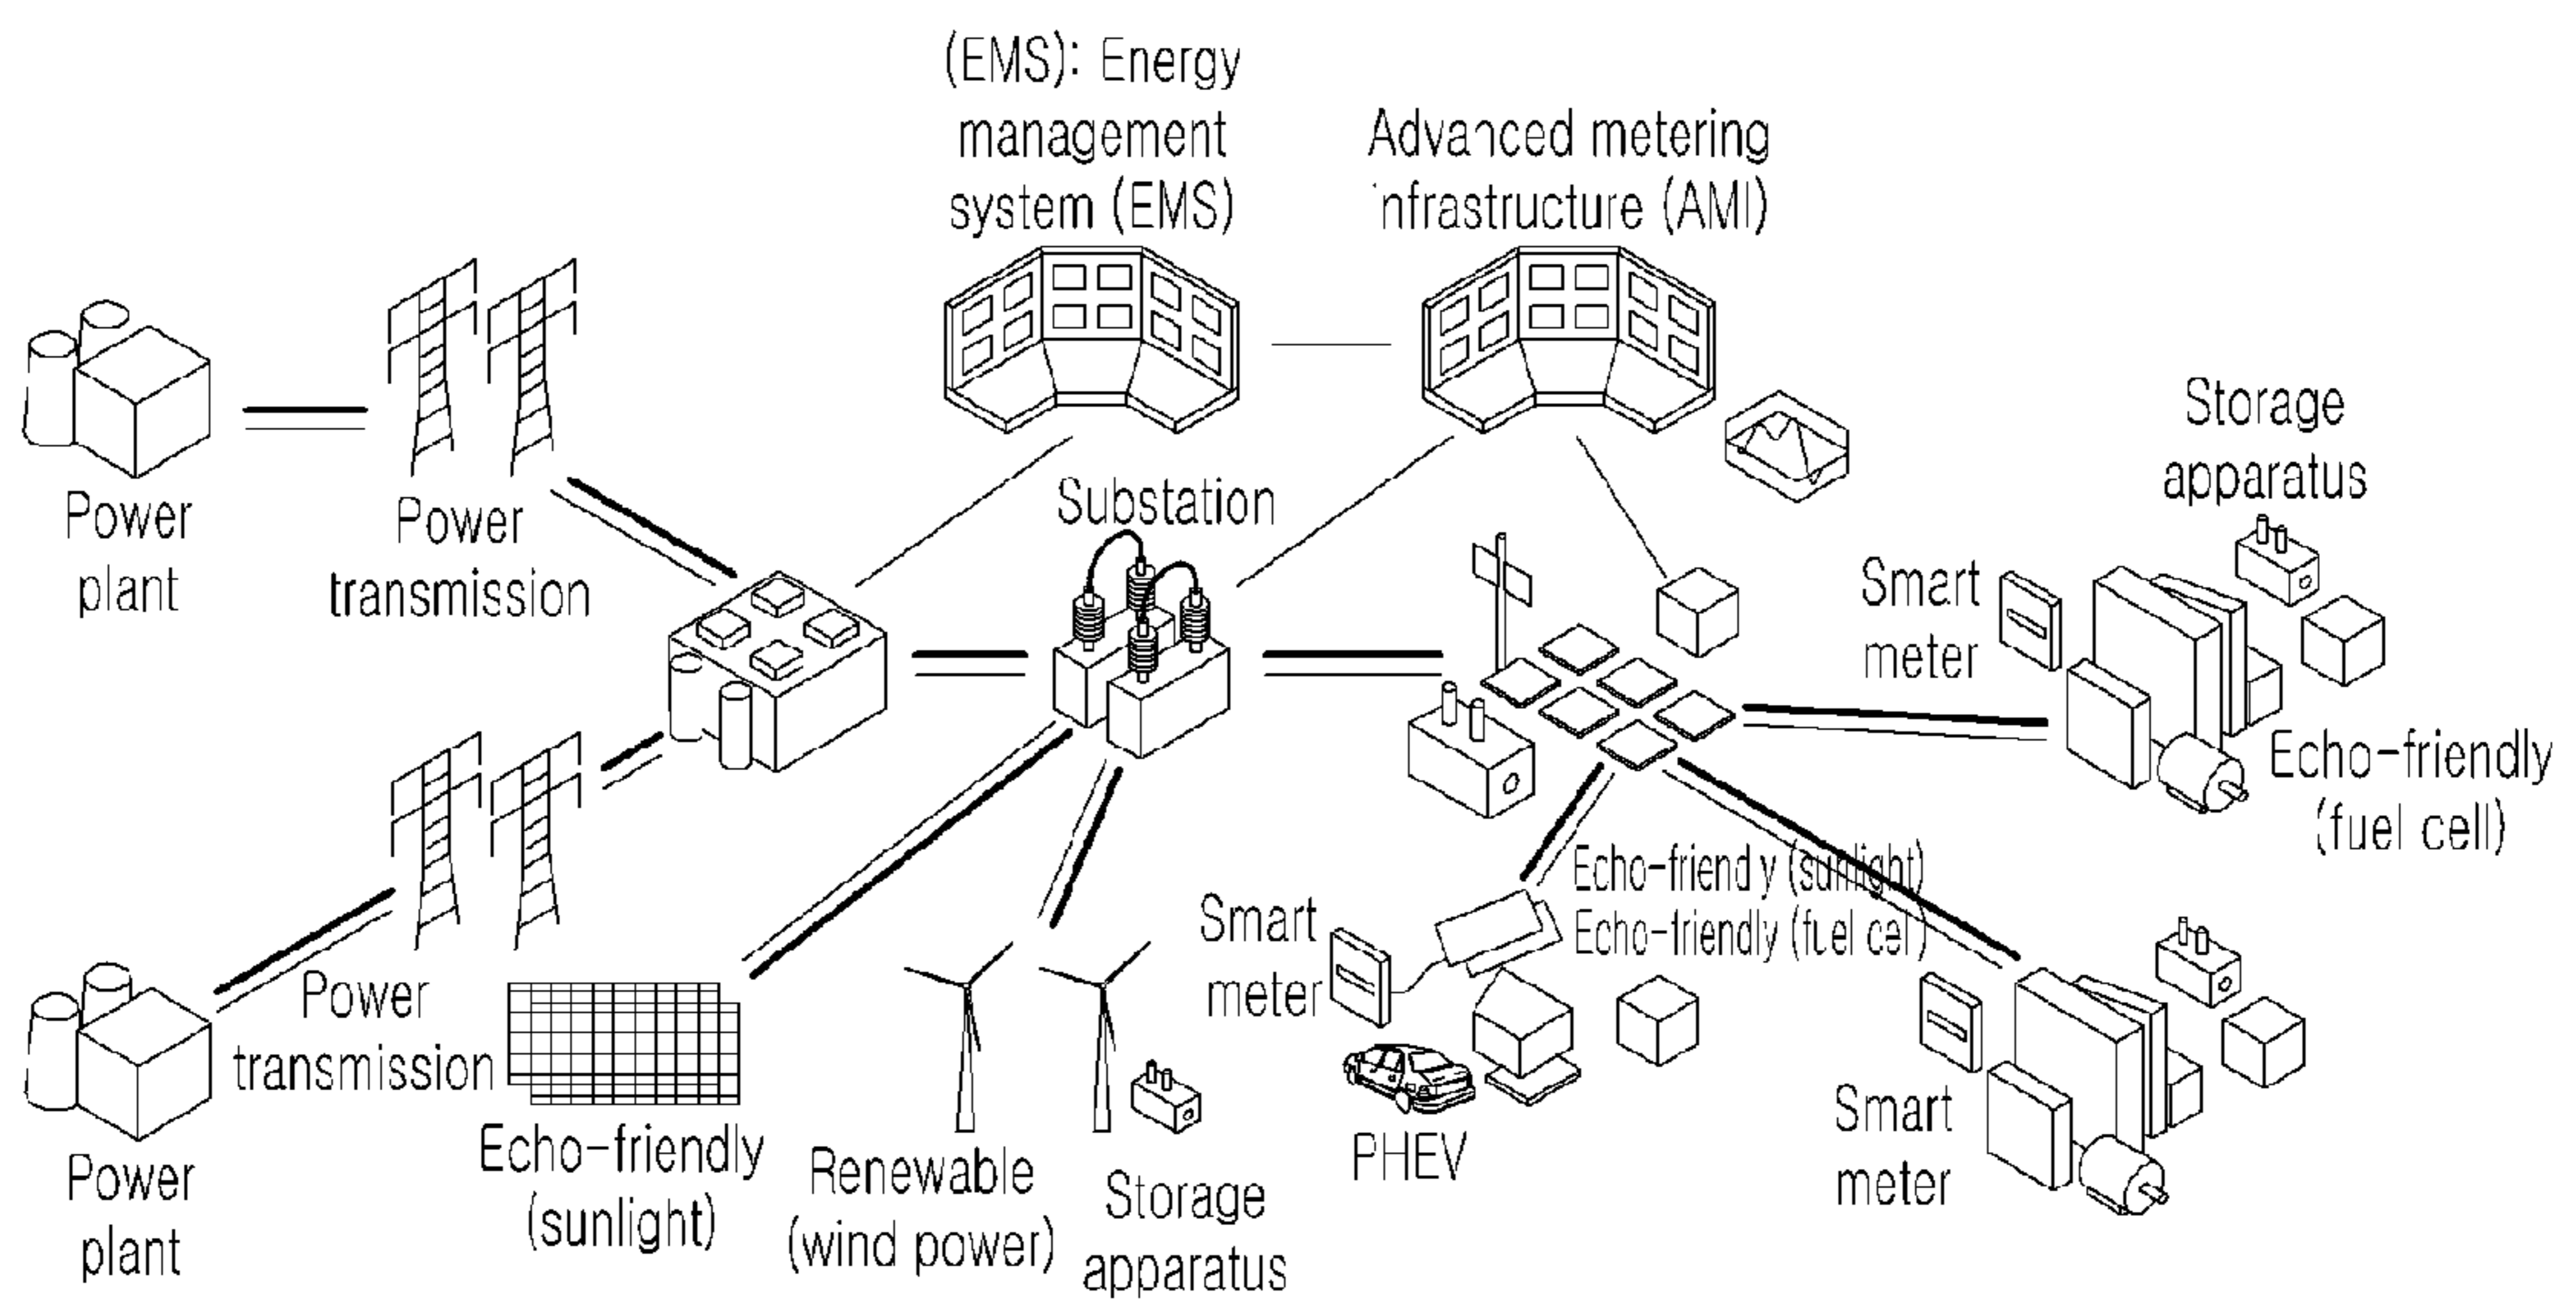 (EMS): Energy
management
system (EMS)
Advanced metering
infrastructure (AMI)
Power
plant
Power
transmission
Substation
Storage
apparatus
Smart
meter
Echo-friendly
(fuel cell)
Echo-friendly (sunlight)
Echo-friendly (fuel cell)
Smart
meter
PHEV
Power
transmission
Power
plant
Echo-friendly
(sunlight)
Renewable
(wind power)
Storage
apparatus
Smart
meter